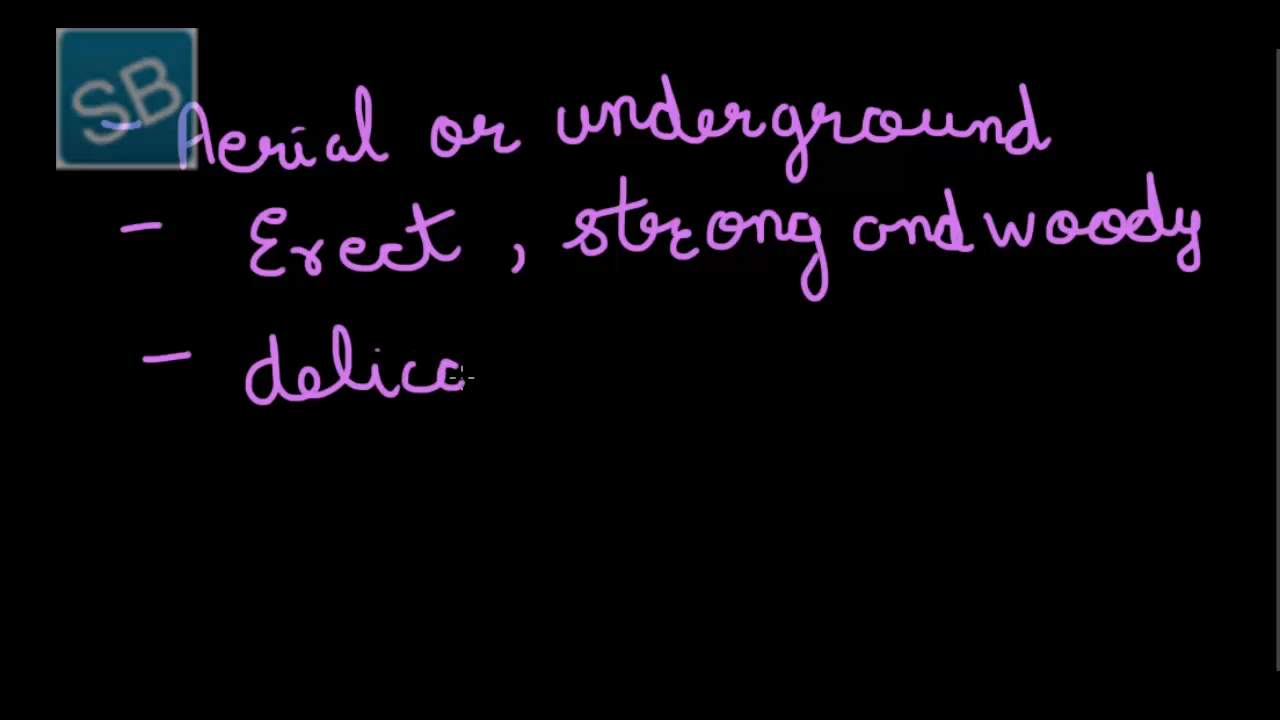 SB
- Aerial or underground
- Erect, strong and woody
- delica